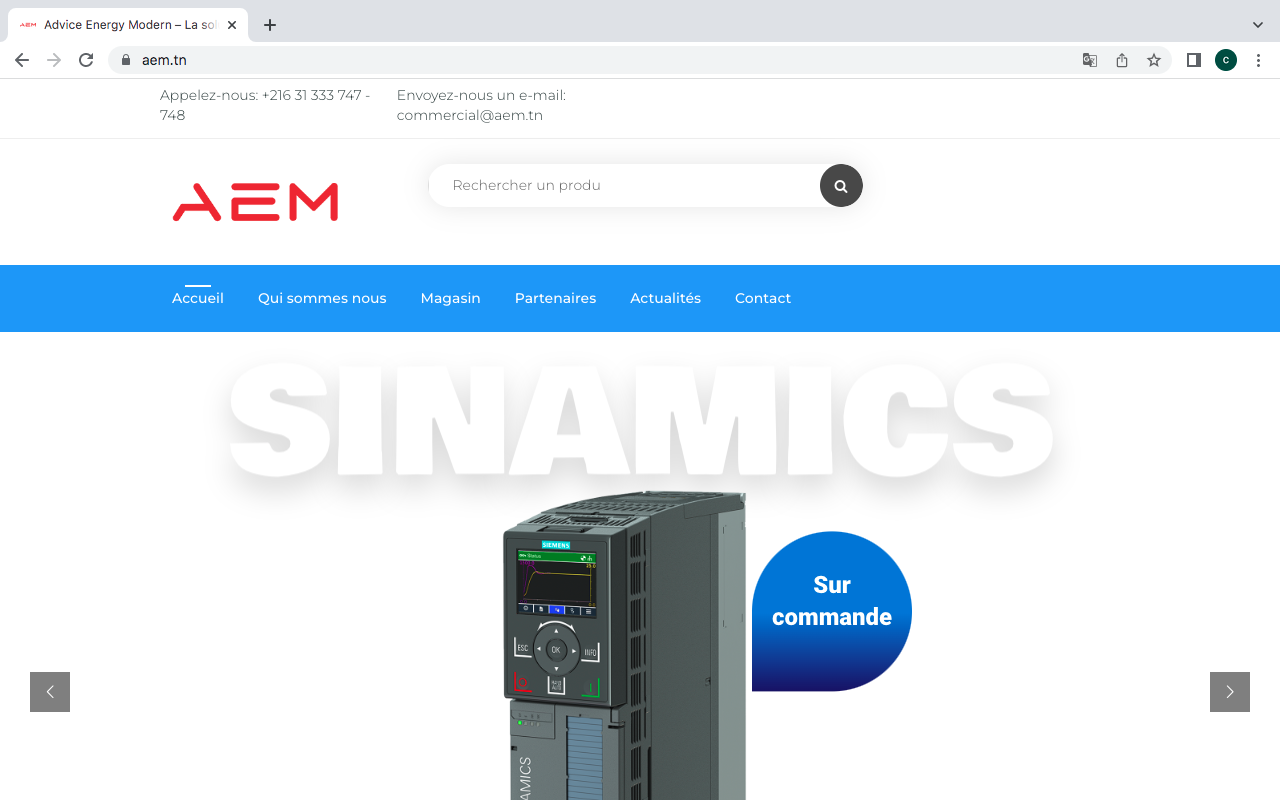 AEM Advice Energy Modern – La sol
aem.tn
C
Appelez-nous: +216 31 333 747 -
748
Envoyez-nous un e-mail:
commercial@aem.tn
AEM
Rechercher un produ
Accueil Qui sommes nous Magasin Partenaires Actualités Contact
SINAMICS
SIEMENS
ESC
OK
INFO
Sur
commande
AMICS